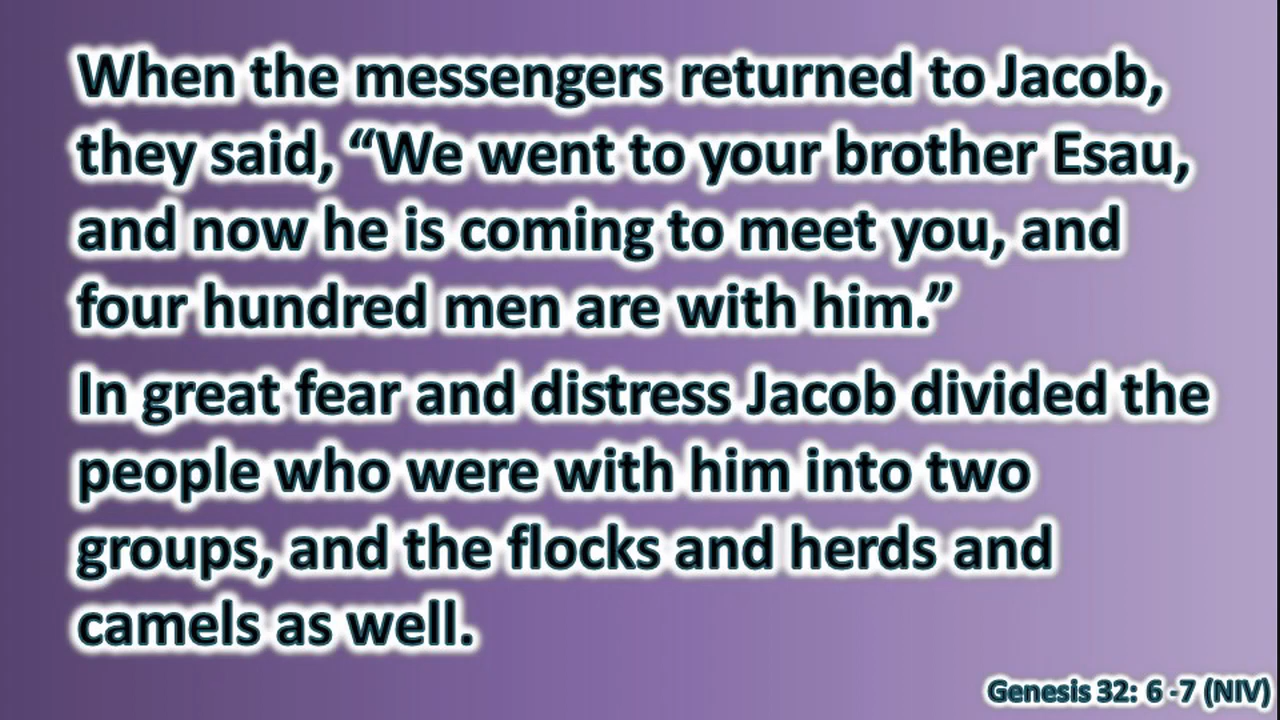 When the messengers returned to Jacob,
they said, “We went to your brother Esau,
and now he is coming to meet you, and
four hundred men are with him.”
In great fear and distress Jacob divided the
people who were with him into two
groups, and the flocks and herds and
camels as well.
Genesis 32: 6 -7 (NIV)